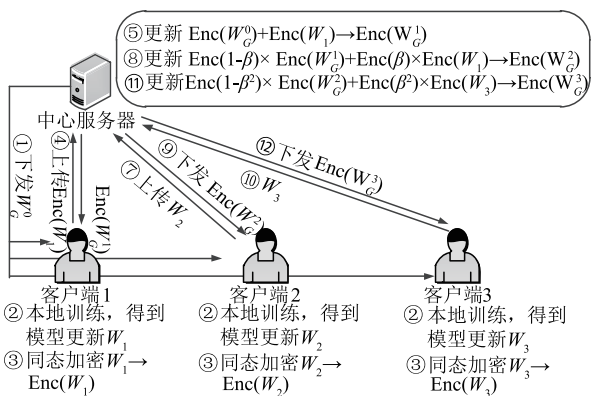 ⑤更新 Enc(W_G^0)+Enc(W_1)→Enc(W_G^1)
⑧更新 Enc(1-β)× Enc(W_G^1)+Enc(β)×Enc(W_1)→Enc(W_G^2)
⑪更新Enc(1-β^2)× Enc(W_G^2)+Enc(β^2)×Enc(W_3)→Enc(W_G^3)
中心服务器
①下发W_G^0
④上传Enc(W_1)
Enc(W_G^1)
⑦上传W_2
⑨下发Enc(W_G^2)
⑩W_3
⑫下发Enc(W_G^3)
客户端1
②本地训练，得到
模型更新W_1
③同态加密W_1→
Enc(W_1)
客户端2
②本地训练，得到
模型更新W_2
③同态加密W_2→
Enc(W_2)
客户端3
②本地训练，得到
模型更新W_3
③同态加密W_3→
Enc(W_3)